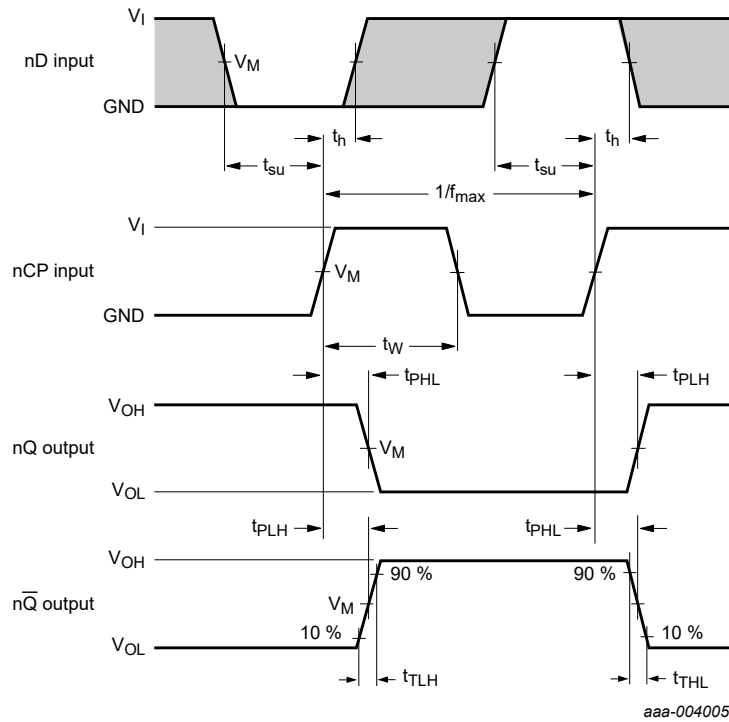 V_I
nD input
V_M
GND
t_h
t_h
t_su
t_su
1/f_max
V_I
nCP input
V_M
GND
t_W
t_PHL
t_PLH
V_OH
nQ output
V_M
V_OL
t_PLH
t_PHL
V_OH
90 %
90 %
nQ̅ output
V_M
10 %
10 %
V_OL
t_TLH
t_THL
aaa-004005